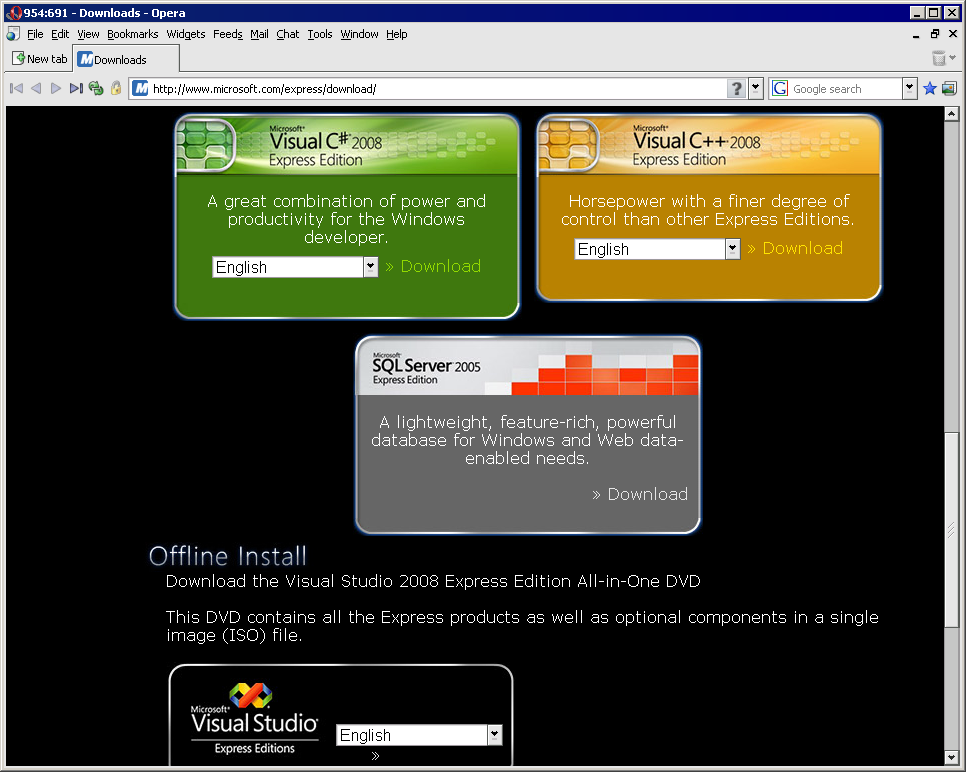 954:691 - Downloads - Opera
File Edit View Bookmarks Widgets Feeds Mail Chat Tools Window Help
New tab Downloads
http://www.microsoft.com/express/download/ ? G Google search
Microsoft®
Visual C#® 2008
Express Edition
A great combination of power and
productivity for the Windows
developer.
English » Download
Microsoft®
Visual C++® 2008
Express Edition
Horsepower with a finer degree of
control than other Express Editions.
English » Download
Microsoft®
SQL Server 2005
Express Edition
A lightweight, feature-rich, powerful
database for Windows and Web data-
enabled needs.
» Download
Offline Install
Download the Visual Studio 2008 Express Edition All-in-One DVD
This DVD contains all the Express products as well as optional components in a single
image (ISO) file.
Microsoft®
Visual Studio®
Express Editions
English
»